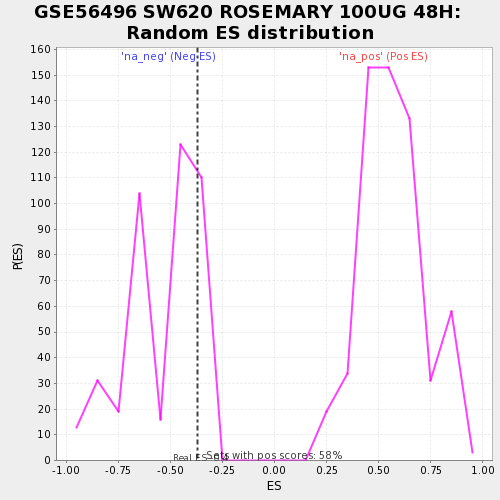 GSE56496 SW620 ROSEMARY 100UG 48H:
Random ES distribution
'na_neg' (Neg ES)
'na_pos' (Pos ES)
160
150
140
130
120
110
100
90
80
70
60
50
40
30
20
10
0
P(ES)
Sets with pos scores: 58%
Real ES
-1.00 -0.75 -0.50 -0.25 0.00 0.25 0.50 0.75 1.00
ES